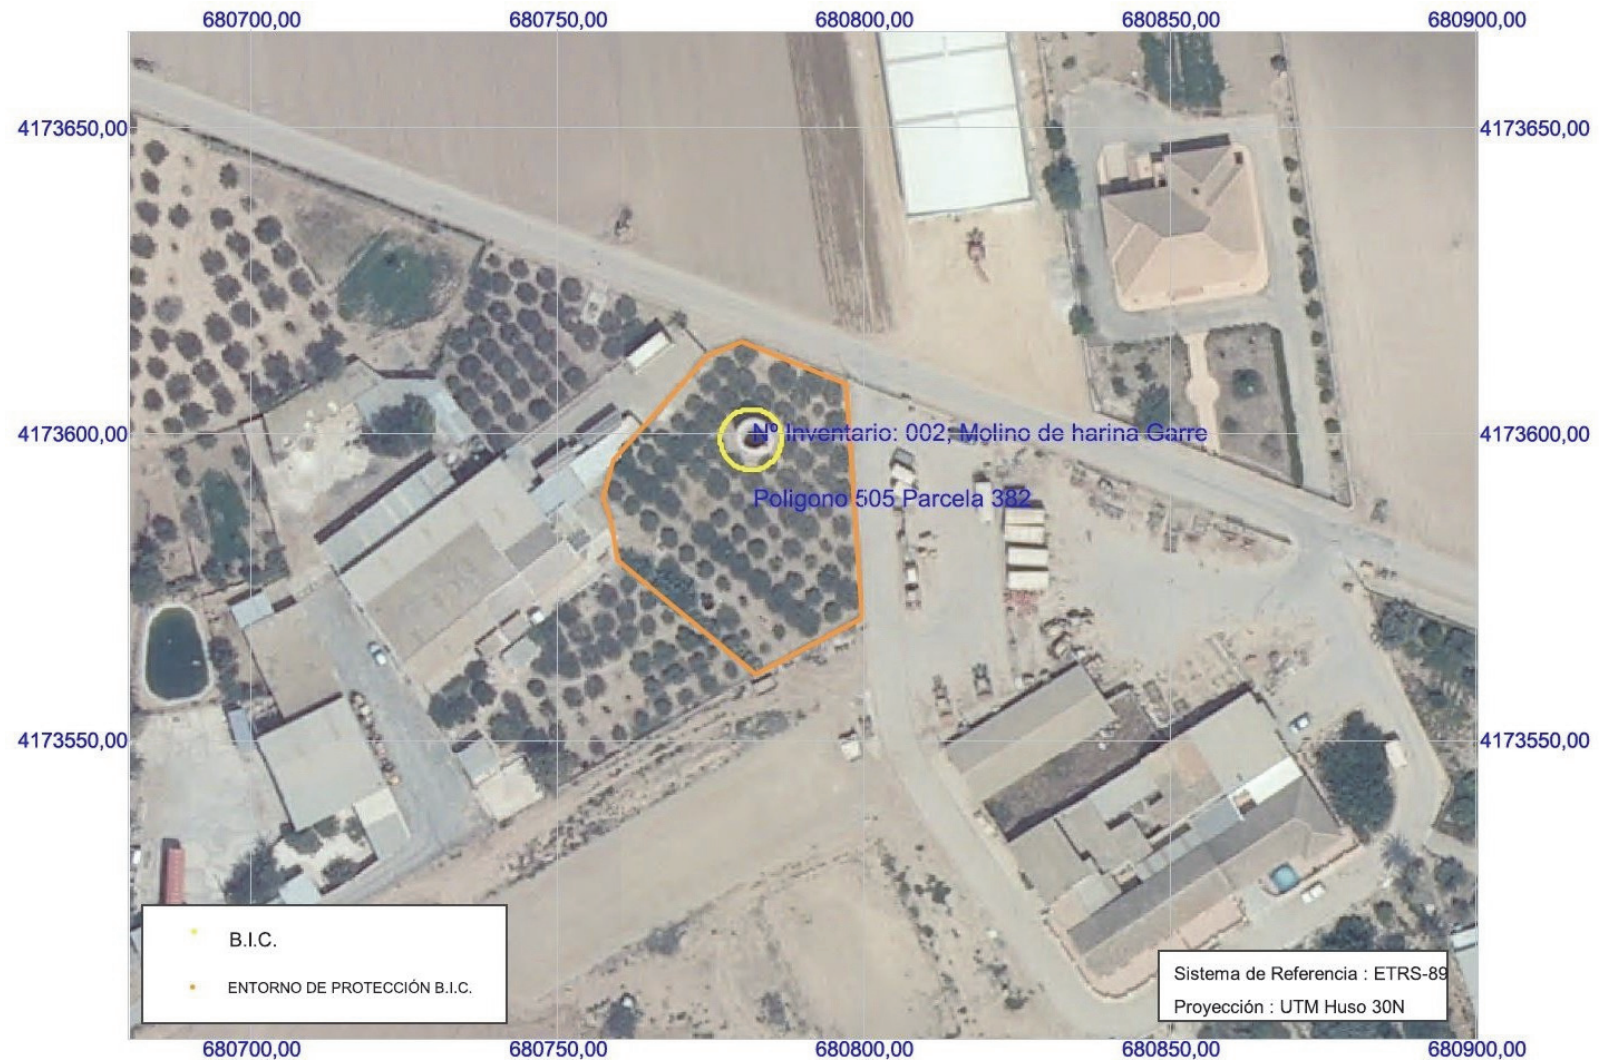 680700,00 680750,00 680800,00 680850,00 680900,00
4173650,00 4173650,00
4173600,00 Nº Inventario: 002, Molino de harina Garre 4173600,00
Poligono 505 Parcela 382
4173550,00 4173550,00
B.I.C.
ENTORNO DE PROTECCIÓN B.I.C.
Sistema de Referencia : ETRS-89
Proyección : UTM Huso 30N
680700,00 680750,00 680800,00 680850,00 680900,00